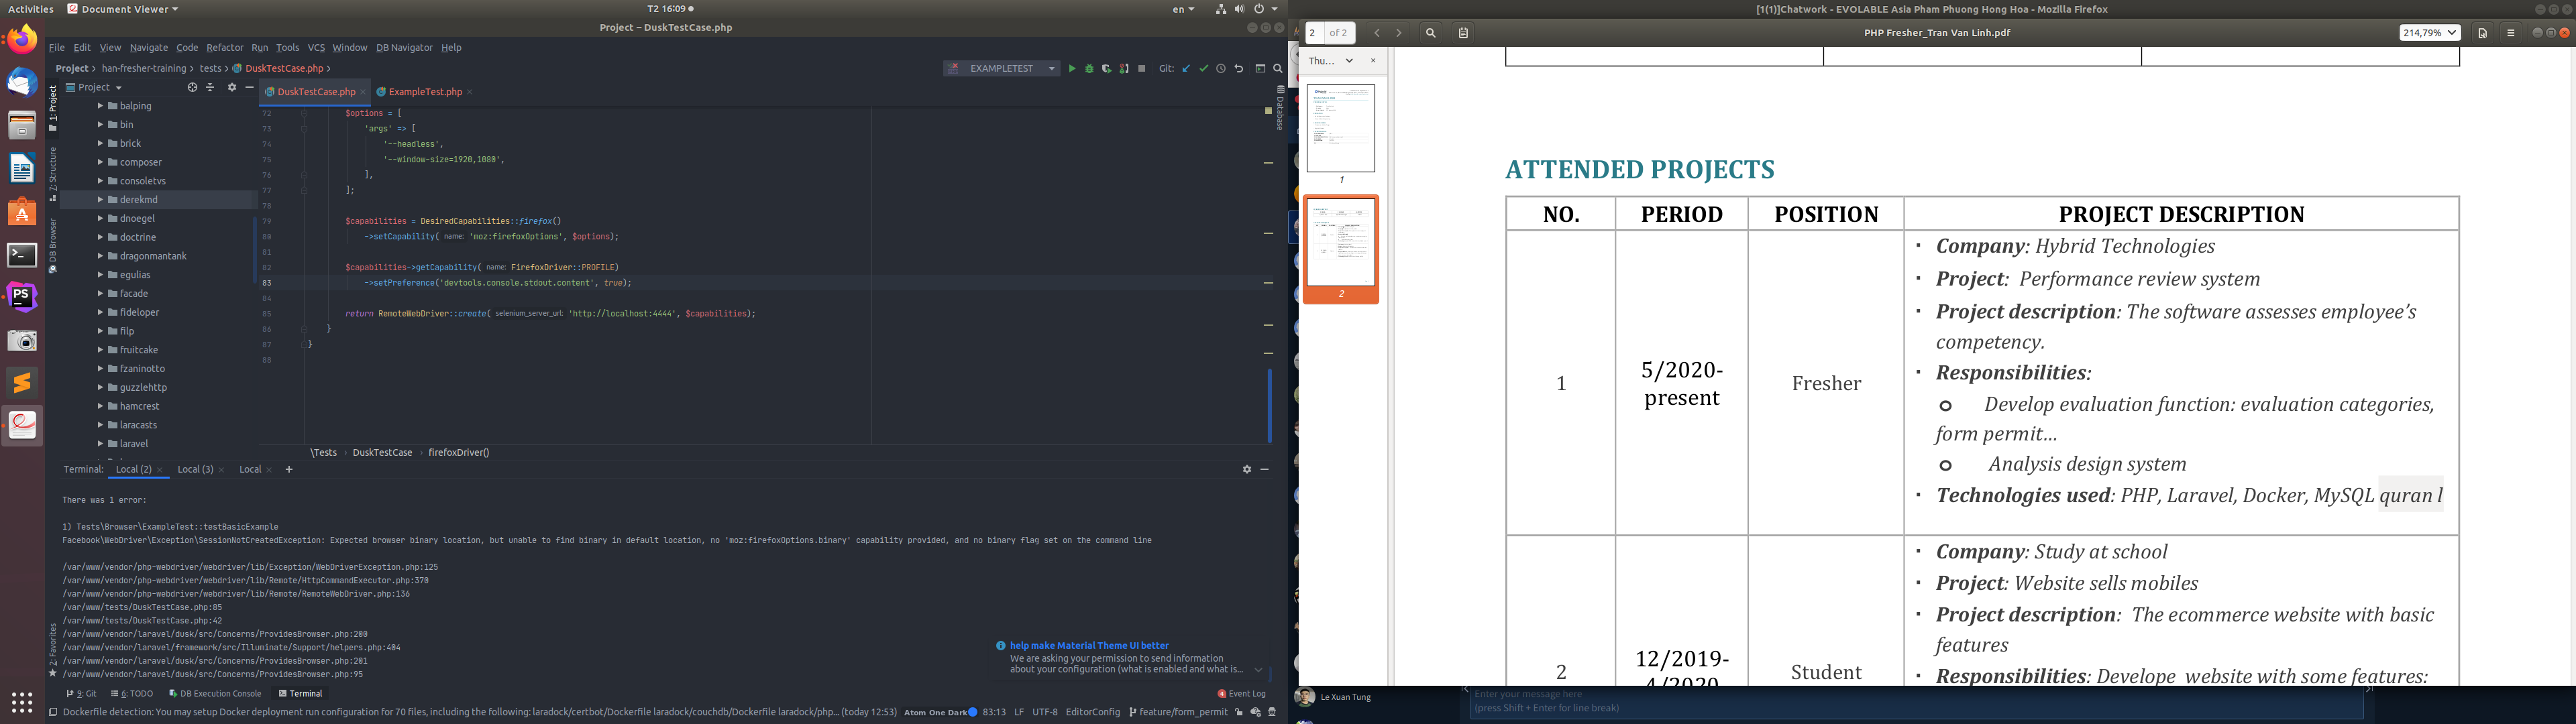 Activities
Document Viewer
T2 16:09
en
Project – DuskTestCase.php
File Edit View Navigate Code Refactor Run Tools VCS Window DB Navigator Help
Project
han-fresher-training
tests
DuskTestCase.php
EXAMPLETEST
Git:
1: Project
7: Structure
DB Browser
2: Favorites
Database
Project
balping
bin
brick
composer
consoletvs
derekmd
dnoegel
doctrine
dragonmantank
egulias
facade
fideloper
filp
fruitcake
fzaninotto
guzzlehttp
hamcrest
laracasts
laravel
DuskTestCase.php
ExampleTest.php
72 $options = [
73 'args' => [
74 '--headless',
75 '--window-size=1920,1080',
76 ],
77 ];
78
79 $capabilities = DesiredCapabilities::firefox()
80 ->setCapability( name: 'moz:firefoxOptions', $options);
81
82 $capabilities->getCapability( name: FirefoxDriver::PROFILE)
83 ->setPreference('devtools.console.stdout.content', true);
84
85 return RemoteWebDriver::create( selenium_server_url: 'http://localhost:4444', $capabilities);
86 }
87 }
88
\Tests
DuskTestCase
firefoxDriver()
Terminal:
Local (2)
Local (3)
Local
There was 1 error:
1) Tests\Browser\ExampleTest::testBasicExample
Facebook\WebDriver\Exception\SessionNotCreatedException: Expected browser binary location, but unable to find binary in default location, no 'moz:firefoxOptions.binary' capability provided, and no binary flag set on the command line
/var/www/vendor/php-webdriver/webdriver/lib/Exception/WebDriverException.php:125
/var/www/vendor/php-webdriver/webdriver/lib/Remote/HttpCommandExecutor.php:370
/var/www/vendor/php-webdriver/webdriver/lib/Remote/RemoteWebDriver.php:136
/var/www/tests/DuskTestCase.php:85
/var/www/tests/DuskTestCase.php:42
/var/www/vendor/laravel/dusk/src/Concerns/ProvidesBrowser.php:200
/var/www/vendor/laravel/framework/src/Illuminate/Support/helpers.php:404
/var/www/vendor/laravel/dusk/src/Concerns/ProvidesBrowser.php:201
/var/www/vendor/laravel/dusk/src/Concerns/ProvidesBrowser.php:95
help make Material Theme UI better
We are asking your permission to send information
about your configuration (what is enabled and what is...
9: Git
6: TODO
DB Execution Console
Terminal
4 Event Log
Dockerfile detection: You may setup Docker deployment run configuration for 70 files, including the following: laradock/certbot/Dockerfile laradock/couchdb/Dockerfile laradock/php... (today 12:53)
Atom One Dark
83:13 LF UTF-8 EditorConfig
feature/form_permit
[1(1)]Chatwork - EVOLABLE Asia Pham Phuong Hong Hoa - Mozilla Firefox
2 of 2
PHP Fresher_Tran Van Linh.pdf
214,79%
Thu...
1
2
ATTENDED PROJECTS
NO. PERIOD POSITION PROJECT DESCRIPTION
1
5/2020-
present
Fresher
Company: Hybrid Technologies
Project: Performance review system
Project description: The software assesses employee’s
competency.
Responsibilities:
o Develop evaluation function: evaluation categories,
form permit…
o Analysis design system
Technologies used: PHP, Laravel, Docker, MySQL quran l
2
12/2019-
4/2020
Student
Company: Study at school
Project: Website sells mobiles
Project description: The ecommerce website with basic
features
Responsibilities: Develope website with some features:
Le Xuan Tung
Enter your message here
(press Shift + Enter for line break)